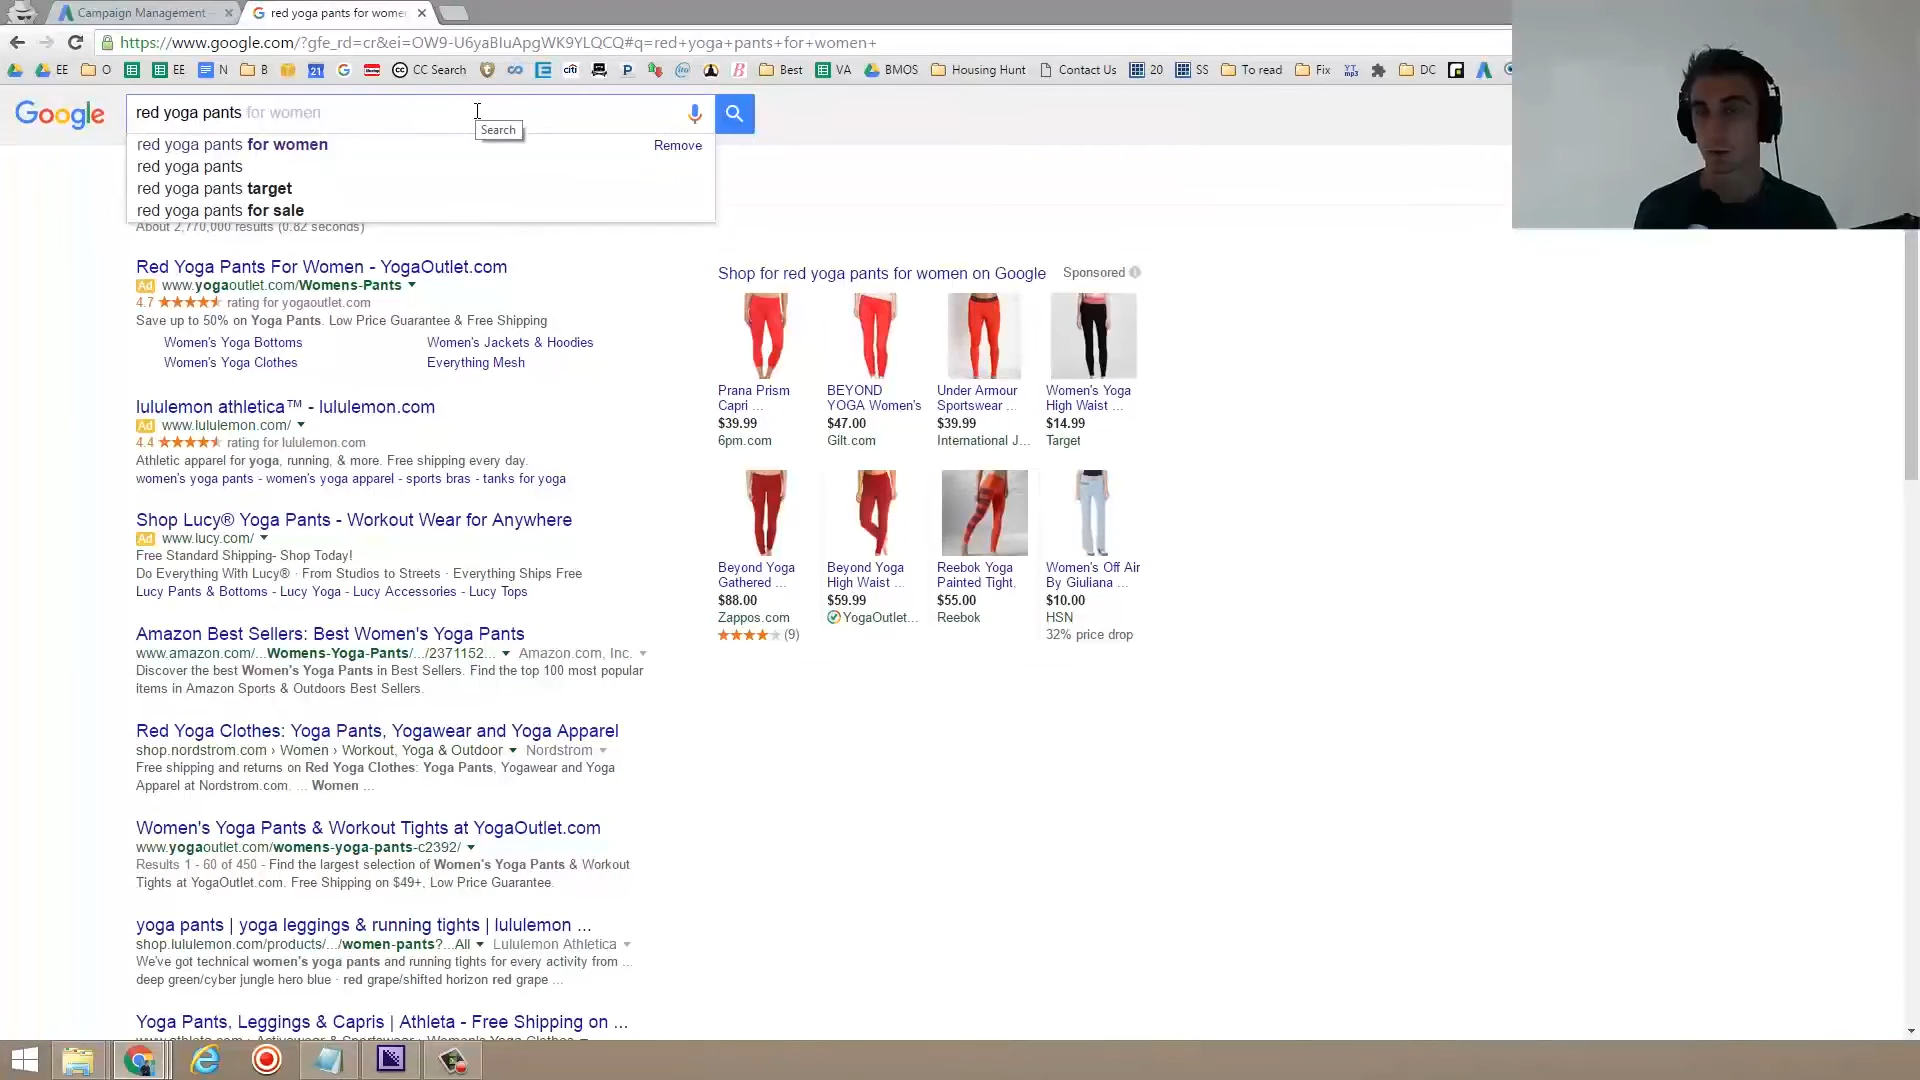 Campaign Management
red yoga pants for wome
https://www.google.com/?gfe_rd=cr&ei=OW9-U6yaBIuApgWK9YLQCQ#q=red+yoga+pants+for+women+
EE O EE N B 21 CC Search citi P B Best VA BMOS Housing Hunt Contact Us 20 SS To read Fix YT mp3 DC
Google
red yoga pants for women
Search
red yoga pants for women
Remove
red yoga pants
red yoga pants target
red yoga pants for sale
About 2,770,000 results (0.82 seconds)
Red Yoga Pants For Women - YogaOutlet.com
Ad www.yogaoutlet.com/Womens-Pants
4.7 rating for yogaoutlet.com
Save up to 50% on Yoga Pants. Low Price Guarantee & Free Shipping
Women's Yoga Bottoms
Women's Jackets & Hoodies
Women's Yoga Clothes
Everything Mesh
lululemon athletica™ - lululemon.com
Ad www.lululemon.com/
4.4 rating for lululemon.com
Athletic apparel for yoga, running, & more. Free shipping every day.
women's yoga pants - women's yoga apparel - sports bras - tanks for yoga
Shop Lucy® Yoga Pants - Workout Wear for Anywhere
Ad www.lucy.com/
Free Standard Shipping- Shop Today!
Do Everything With Lucy® · From Studios to Streets · Everything Ships Free
Lucy Pants & Bottoms - Lucy Yoga - Lucy Accessories - Lucy Tops
Amazon Best Sellers: Best Women's Yoga Pants
www.amazon.com/...Womens-Yoga-Pants/.../2371152... Amazon.com, Inc.
Discover the best Women's Yoga Pants in Best Sellers. Find the top 100 most popular
items in Amazon Sports & Outdoors Best Sellers.
Red Yoga Clothes: Yoga Pants, Yogawear and Yoga Apparel
shop.nordstrom.com › Women › Workout, Yoga & Outdoor Nordstrom
Free shipping and returns on Red Yoga Clothes: Yoga Pants, Yogawear and Yoga
Apparel at Nordstrom.com. ... Women ...
Women's Yoga Pants & Workout Tights at YogaOutlet.com
www.yogaoutlet.com/womens-yoga-pants-c2392/
Results 1 - 60 of 450 - Find the largest selection of Women's Yoga Pants & Workout
Tights at YogaOutlet.com. Free Shipping on $49+, Low Price Guarantee.
yoga pants | yoga leggings & running tights | lululemon ...
shop.lululemon.com/products/.../women-pants?...All Lululemon Athletica
We've got technical women's yoga pants and running tights for every activity from ...
deep green/cyber jungle hero blue · red grape/shifted horizon red grape ...
Yoga Pants, Leggings & Capris | Athleta - Free Shipping on ...
Shop for red yoga pants for women on Google
Sponsored
Prana Prism
Capri ...
$39.99
6pm.com
BEYOND
YOGA Women's
$47.00
Gilt.com
Under Armour
Sportswear ...
$39.99
International J...
Women's Yoga
High Waist ...
$14.99
Target
Beyond Yoga
Gathered ...
$88.00
Zappos.com
(9)
Beyond Yoga
High Waist ...
$59.99
YogaOutlet...
Reebok Yoga
Painted Tight,
$55.00
Reebok
Women's Off Air
By Giuliana ...
$10.00
HSN
32% price drop